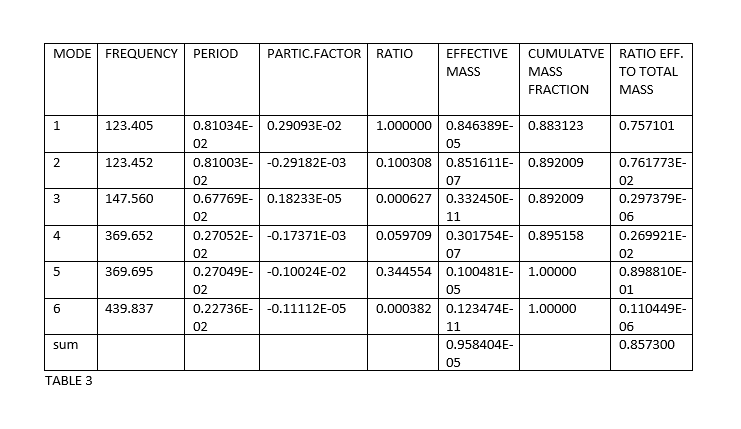 MODE FREQUENCY PERIOD PARTIC.FACTOR RATIO EFFECTIVE MASS CUMULATVE MASS FRACTION RATIO EFF. TO TOTAL MASS
1 123.405 0.81034E-02 0.29093E-02 1.000000 0.846389E-05 0.883123 0.757101
2 123.452 0.81003E-02 -0.29182E-03 0.100308 0.851611E-07 0.892009 0.761773E-02
3 147.560 0.67769E-02 0.18233E-05 0.000627 0.332450E-11 0.892009 0.297379E-06
4 369.652 0.27052E-02 -0.17371E-03 0.059709 0.301754E-07 0.895158 0.269921E-02
5 369.695 0.27049E-02 -0.10024E-02 0.344554 0.100481E-05 1.00000 0.898810E-01
6 439.837 0.22736E-02 -0.11112E-05 0.000382 0.123474E-11 1.00000 0.110449E-06
sum 0.958404E-05 0.857300
TABLE 3